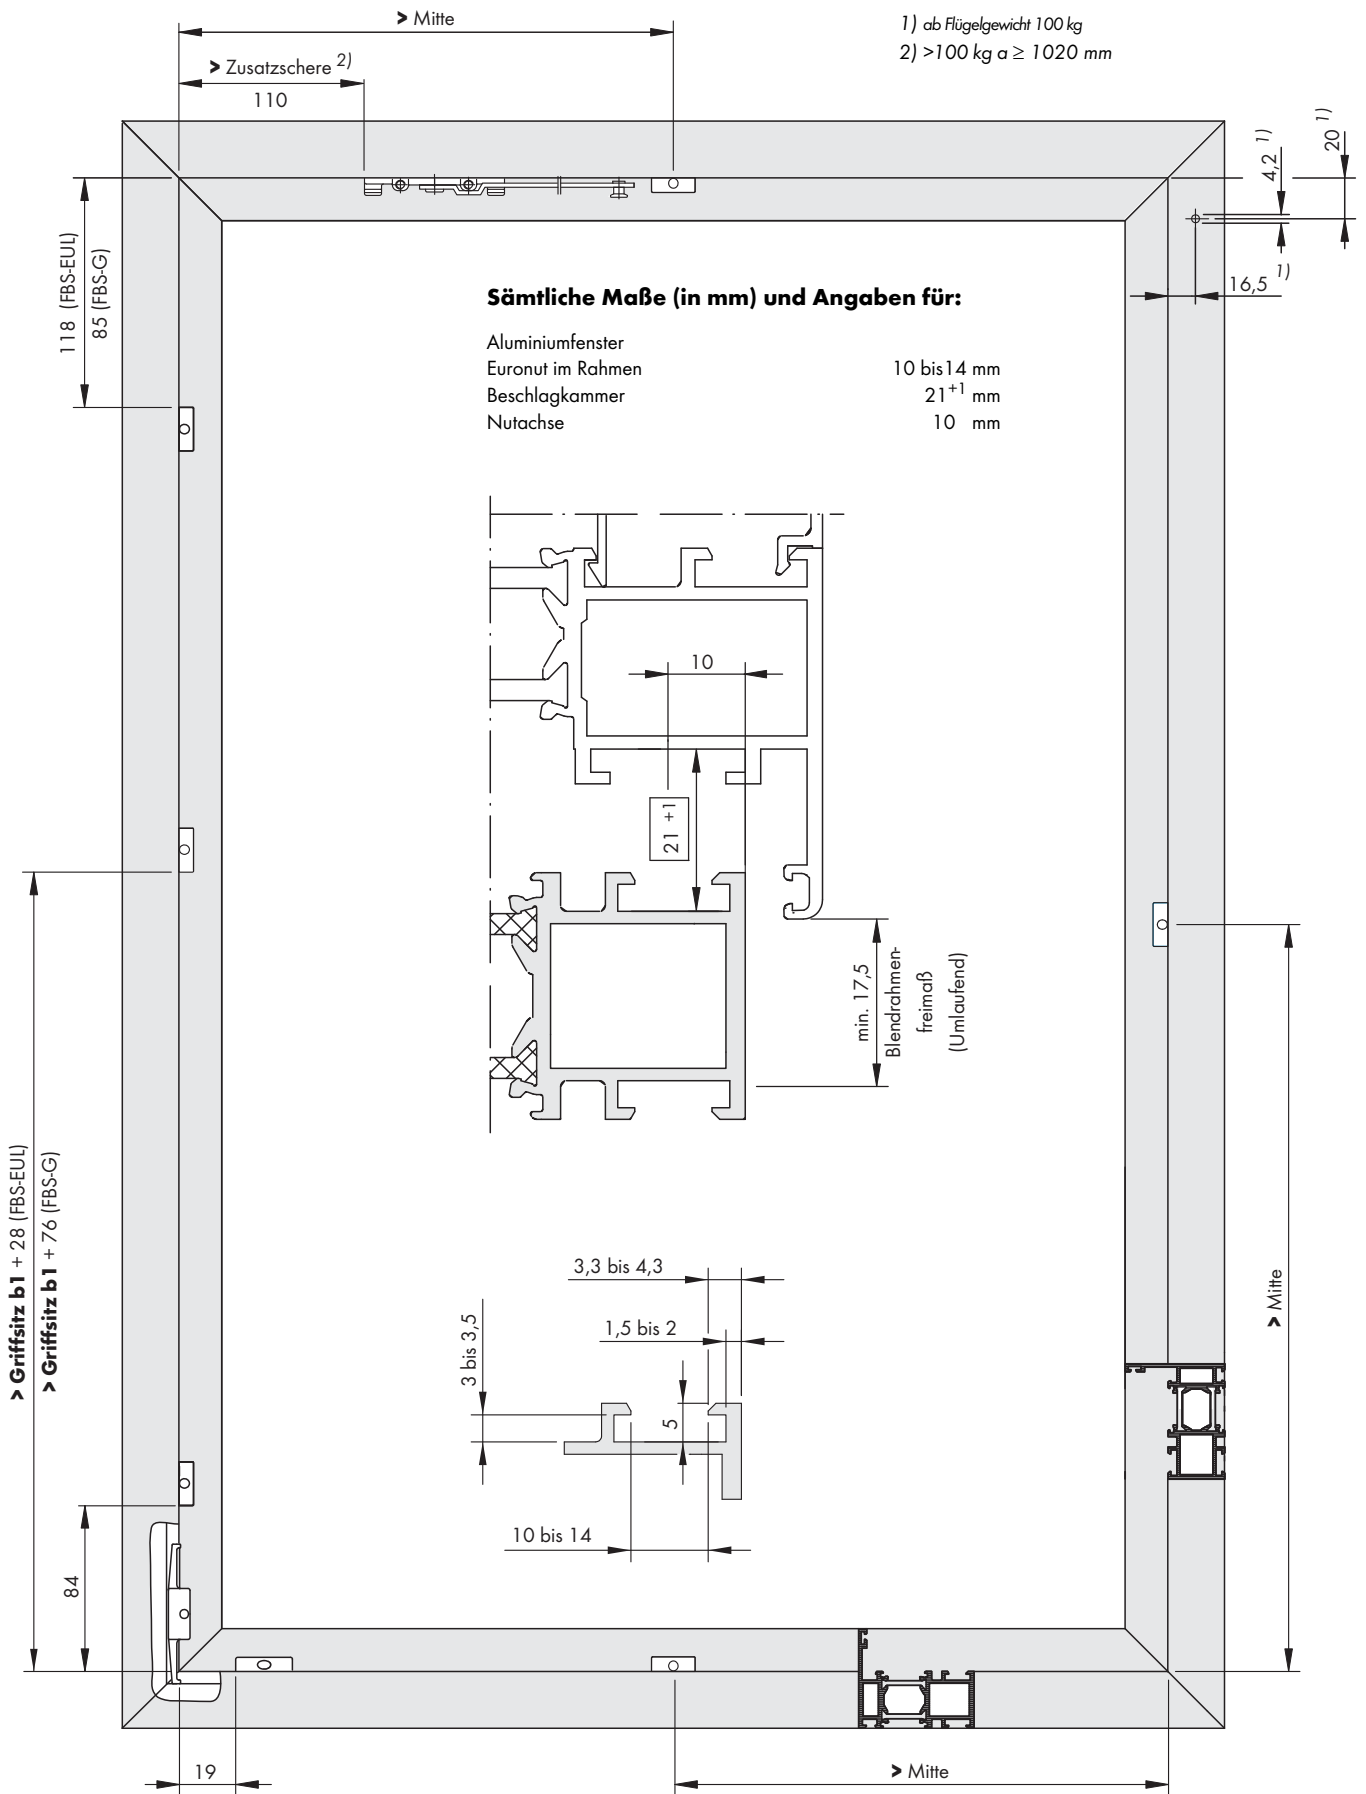 > Mitte
1) ab Flügelgewicht 100 kg
2) >100 kg a ≥ 1020 mm
> Zusatzschere 2)
110
20 1)
4,2 1)
16,5 1)
118 (FBS-EUL)
85 (FBS-G)
Sämtliche Maße (in mm) und Angaben für:
Aluminiumfenster
Euronut im Rahmen 10 bis14 mm
Beschlagkammer 21+1 mm
Nutachse 10 mm
10
21 +1
min. 17,5
Blendrahmen-
freimaß
(Umlaufend)
> Griffsitz b1 + 28 (FBS-EUL)
> Griffsitz b1 + 76 (FBS-G)
3,3 bis 4,3
1,5 bis 2
3 bis 3,5
5
10 bis 14
> Mitte
84
19
> Mitte